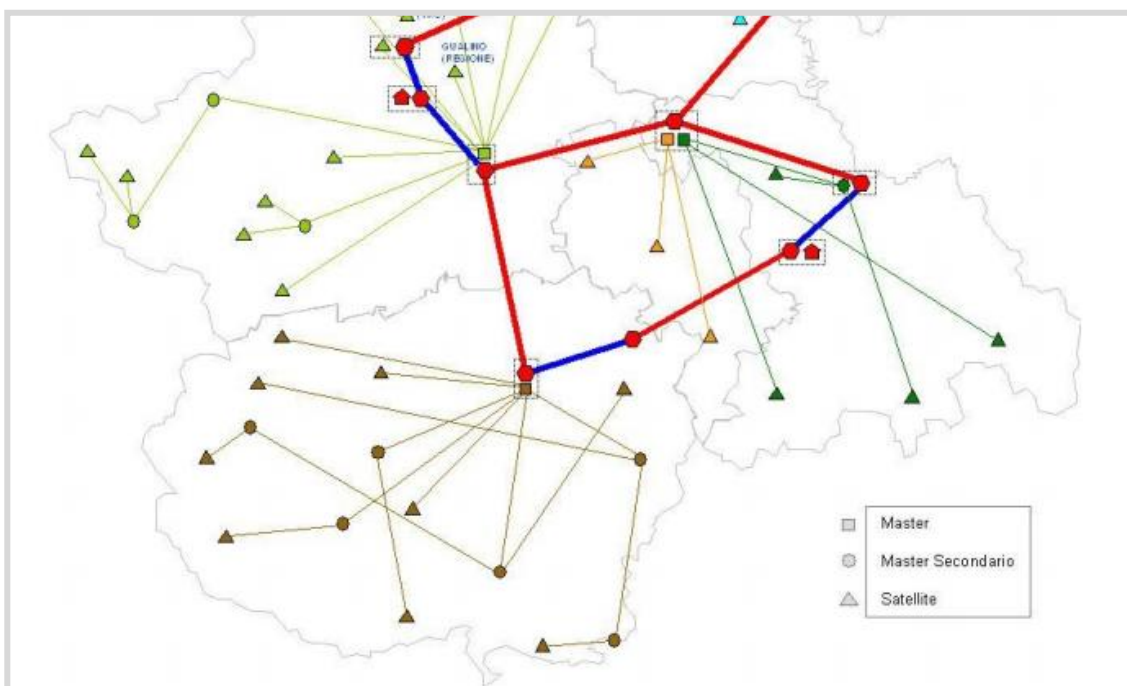 GUALINO
(REGIONE)
Master
Master Secondario
Satellite